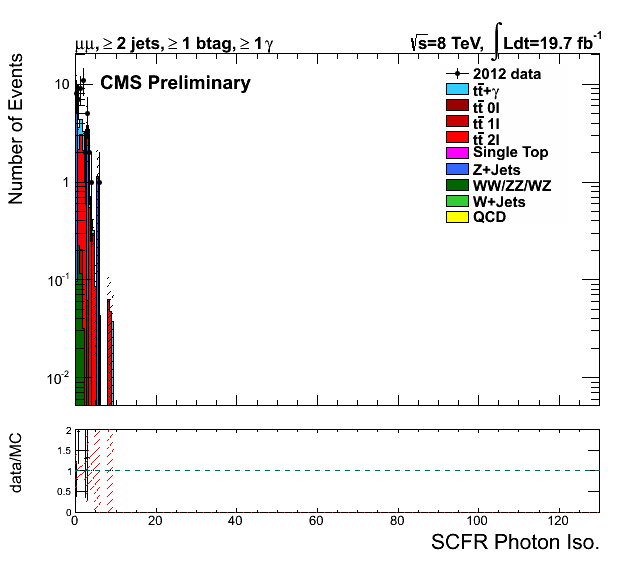 μμ, ≥ 2 jets, ≥ 1 btag, ≥ 1 γ
√s=8 TeV, ∫ Ldt=19.7 fb⁻¹
CMS Preliminary
2012 data
tt̄+γ
tt̄ 0l
tt̄ 1l
tt̄ 2l
Single Top
Z+Jets
WW/ZZ/WZ
W+Jets
QCD
Number of Events
10
1
10⁻¹
10⁻²
data/MC
2
1.5
1
0.5
0
0 20 40 60 80 100 120
SCFR Photon Iso.